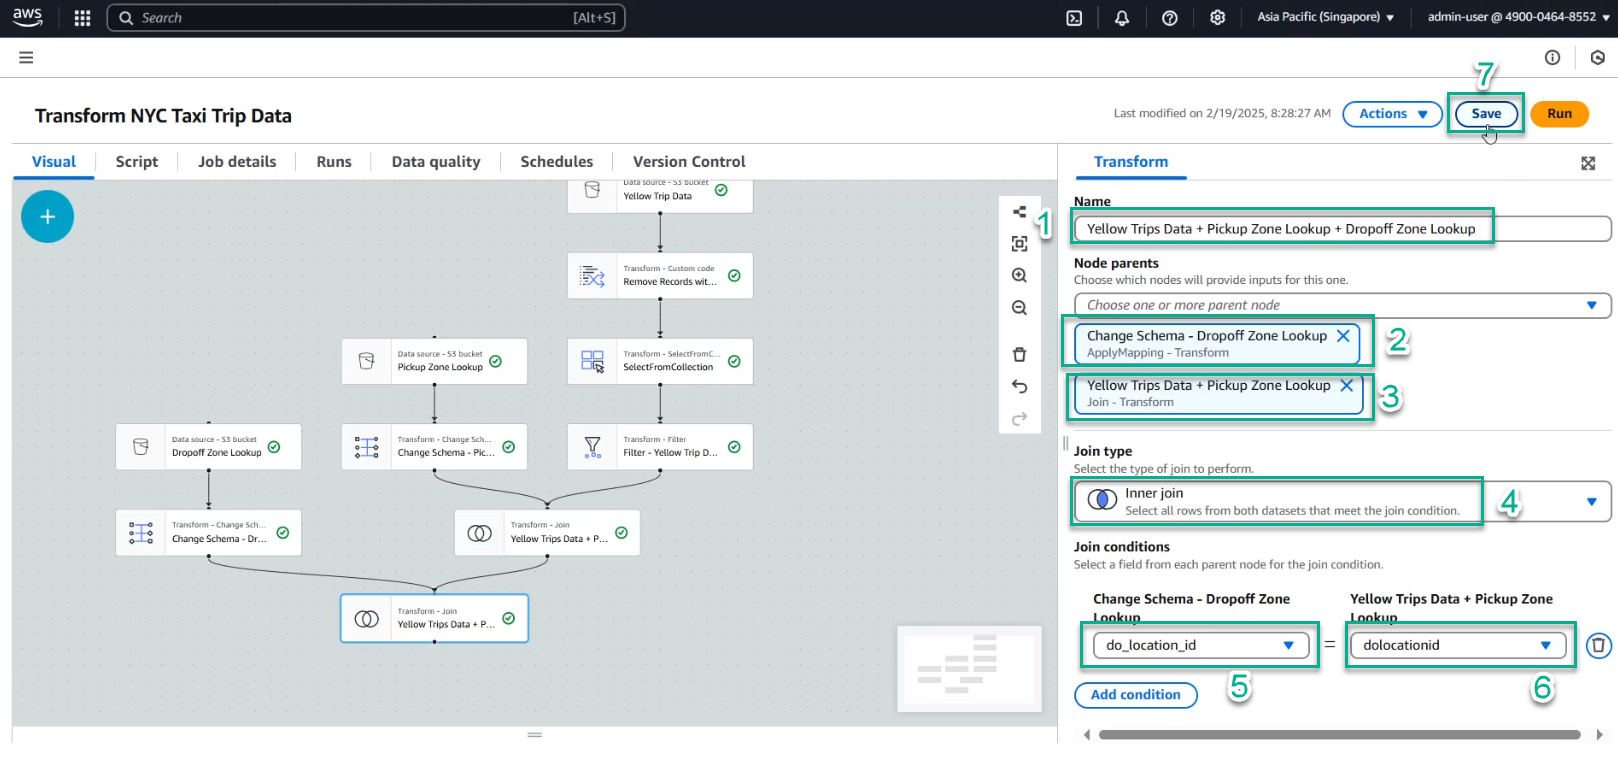 aws
Search
[Alt+S]
Asia Pacific (Singapore)
admin-user @ 4900-0464-8552
7
Transform NYC Taxi Trip Data
Last modified on 2/19/2025, 8:28:27 AM
Actions
Save
Run
Visual
Script
Job details
Runs
Data quality
Schedules
Version Control
Transform
Data source - S3 bucket
Yellow Trip Data
Transform - Custom code
Remove Records wit...
Data source - S3 bucket
Pickup Zone Lookup
Transform - SelectFromC...
SelectFromCollection
Data source - S3 bucket
Dropoff Zone Lookup
Transform - Change Sch...
Change Schema - Pic...
Transform - Filter
Filter - Yellow Trip D...
Transform - Change Sch...
Change Schema - Dr...
Transform - Join
Yellow Trips Data + P...
Transform - Join
Yellow Trips Data + P...
Name
1
Yellow Trips Data + Pickup Zone Lookup + Dropoff Zone Lookup
Node parents
Choose which nodes will provide inputs for this one.
Choose one or more parent node
Change Schema - Dropoff Zone Lookup
ApplyMapping - Transform
2
Yellow Trips Data + Pickup Zone Lookup
Join - Transform
3
Join type
Select the type of join to perform.
Inner join
Select all rows from both datasets that meet the join condition.
4
Join conditions
Select a field from each parent node for the join condition.
Change Schema - Dropoff Zone
Lookup
Yellow Trips Data + Pickup Zone
Lookup
do_location_id
=
dolocationid
5
6
Add condition